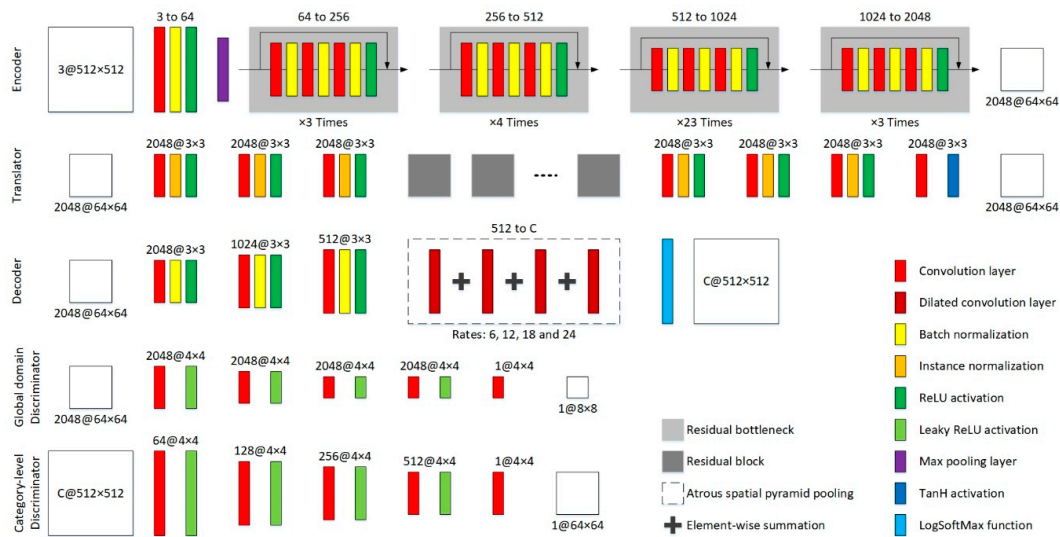 Encoder
3@512×512
3 to 64
64 to 256
×3 Times
256 to 512
×4 Times
512 to 1024
×23 Times
1024 to 2048
×3 Times
2048@64×64
Translator
2048@64×64
2048@3×3
2048@3×3
2048@3×3
2048@3×3
2048@3×3
2048@3×3
2048@3×3
2048@64×64
Decoder
2048@64×64
2048@3×3
1024@3×3
512@3×3
512 to C
Rates: 6, 12, 18 and 24
C@512×512
Global domain
Discriminator
2048@64×64
2048@4×4
2048@4×4
2048@4×4
2048@4×4
1@4×4
1@8×8
Category-level
Discriminator
C@512×512
64@4×4
128@4×4
256@4×4
512@4×4
1@4×4
1@64×64
Residual bottleneck
Residual block
Atrous spatial pyramid pooling
Element-wise summation
Convolution layer
Dilated convolution layer
Batch normalization
Instance normalization
ReLU activation
Leaky ReLU activation
Max pooling layer
TanH activation
LogSoftMax function